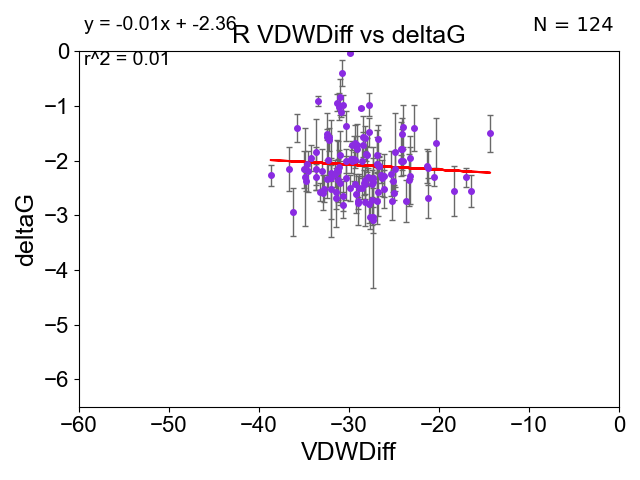 y = -0.01x + -2.36
N = 124
R VDWDiff vs deltaG
r^2 = 0.01
0
−1
−2
−3
−4
−5
−6
deltaG
−60 −50 −40 −30 −20 −10 0
VDWDiff